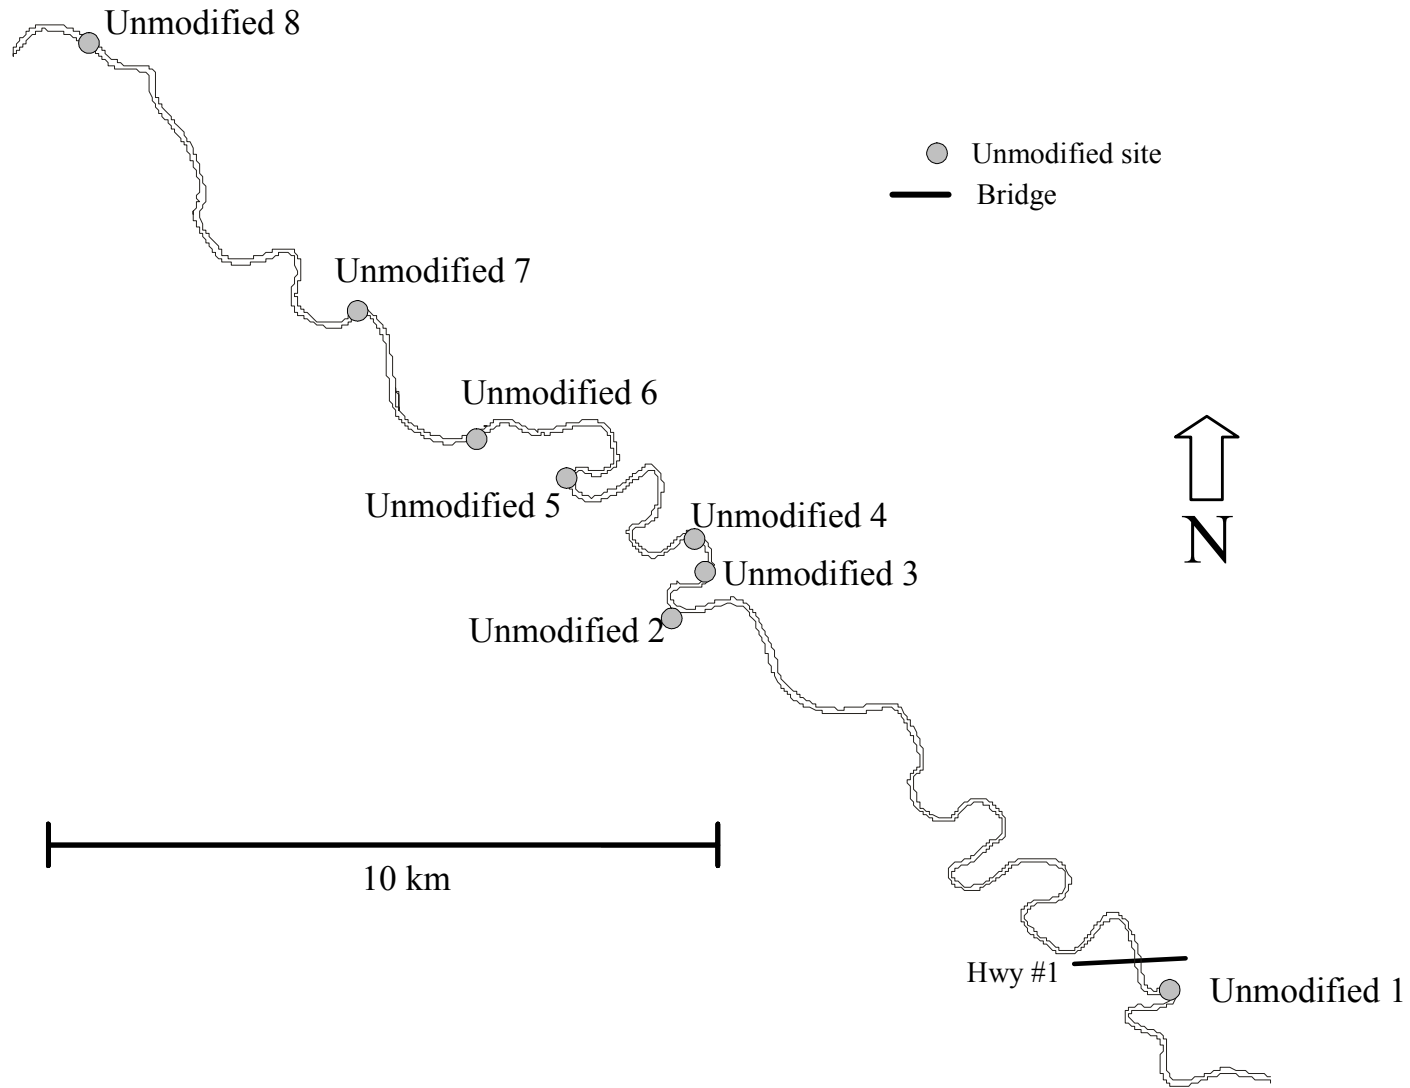 Unmodified 8
Unmodified site
Bridge
Unmodified 7
Unmodified 6
Unmodified 5
Unmodified 4
N
Unmodified 3
Unmodified 2
10 km
Hwy #1
Unmodified 1